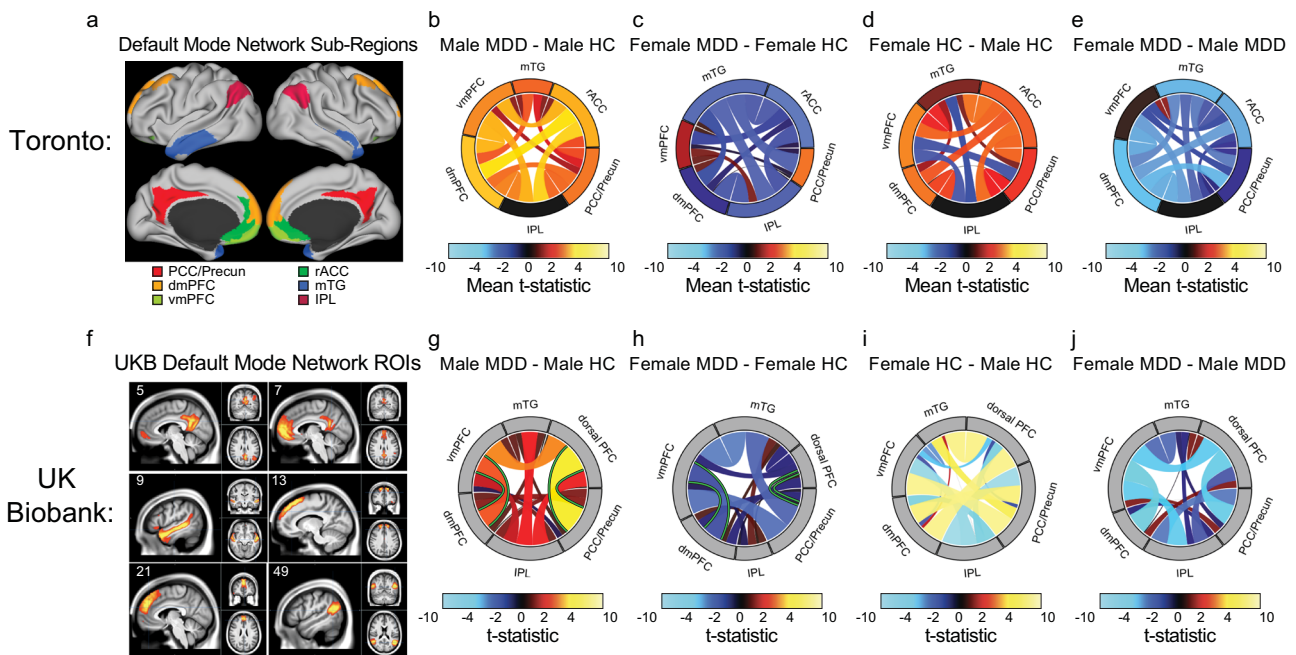 a
Default Mode Network Sub-Regions
Toronto:
PCC/Precun
dmPFC
vmPFC
rACC
mTG
IPL
b
Male MDD - Male HC
mTG
vmPFC
rACC
dmPFC
PCC/Precun
IPL
-10 -4 -2 0 2 4 10
Mean t-statistic
c
Female MDD - Female HC
mTG
rACC
vmPFC
PCC/Precun
dmPFC
IPL
-10 -4 -2 0 2 4 10
Mean t-statistic
d
Female HC - Male HC
mTG
rACC
vmPFC
dmPFC
PCC/Precun
IPL
-10 -4 -2 0 2 4 10
Mean t-statistic
e
Female MDD - Male MDD
mTG
vmPFC
rACC
dmPFC
PCC/Precun
IPL
-10 -4 -2 0 2 4 10
Mean t-statistic
f
UKB Default Mode Network ROIs
UK
Biobank:
5
7
9
13
21
49
g
Male MDD - Male HC
mTG
vmPFC
dorsal PFC
dmPFC
PCC/Precun
IPL
-10 -4 -2 0 2 4 10
t-statistic
h
Female MDD - Female HC
mTG
vmPFC
dorsal PFC
dmPFC
PCC/Precun
IPL
-10 -4 -2 0 2 4 10
t-statistic
i
Female HC - Male HC
mTG
dorsal PFC
vmPFC
dmPFC
PCC/Precun
IPL
-10 -4 -2 0 2 4 10
t-statistic
j
Female MDD - Male MDD
mTG
vmPFC
dorsal PFC
dmPFC
PCC/Precun
IPL
-10 -4 -2 0 2 4 10
t-statistic